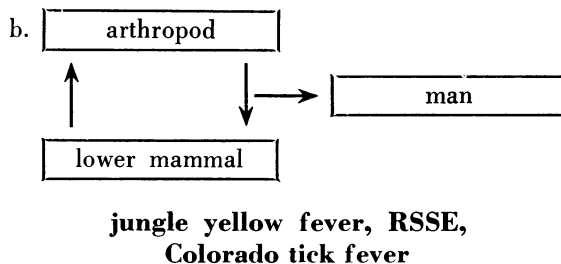 b.
arthropod
man
lower mammal
jungle yellow fever, RSSE,
Colorado tick fever